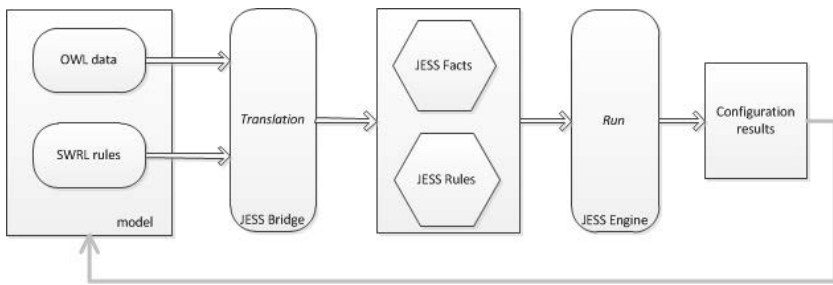 OWL data
SWRL rules
model
Translation
JESS Bridge
JESS Facts
JESS Rules
Run
JESS Engine
Configuration
results